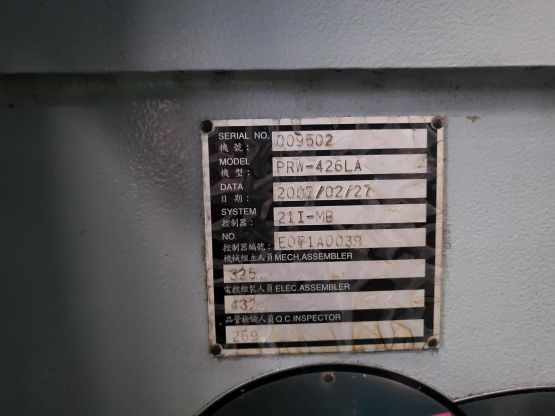 SERIAL NO. 009502
機 號 :
MODEL PRW-426LA
機 型 :
DATA 2007/02/27
日 期 :
SYSTEM 21I-MB
控制器 :
NO. E071A0039
控制器編號:
機械組立人員 MECH.ASSEMBLER
325.
電控組裝人員 ELEC.ASSEMBLER
437.
品管檢驗人員 Q.C.INSPECTOR
269